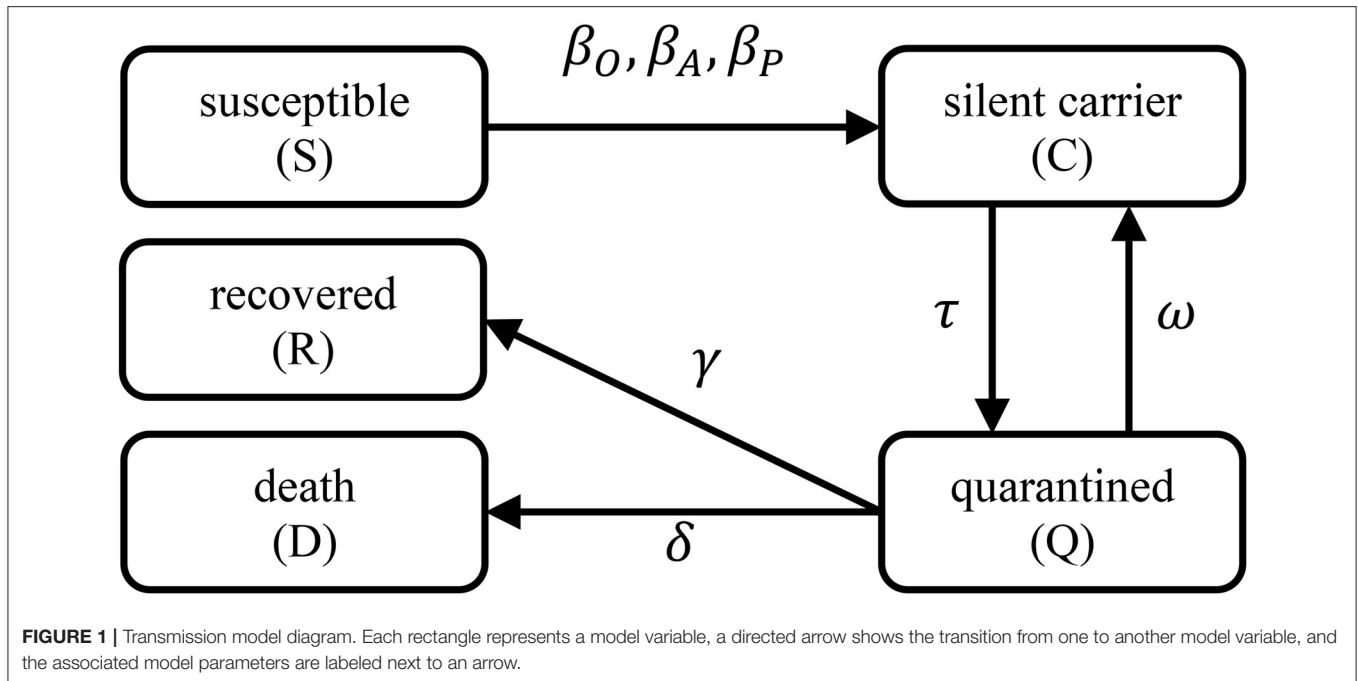 susceptible
(S)
β_O, β_A, β_P
silent carrier
(C)
recovered
(R)
τ
ω
γ
death
(D)
δ
quarantined
(Q)
FIGURE 1 | Transmission model diagram. Each rectangle represents a model variable, a directed arrow shows the transition from one to another model variable, and
the associated model parameters are labeled next to an arrow.